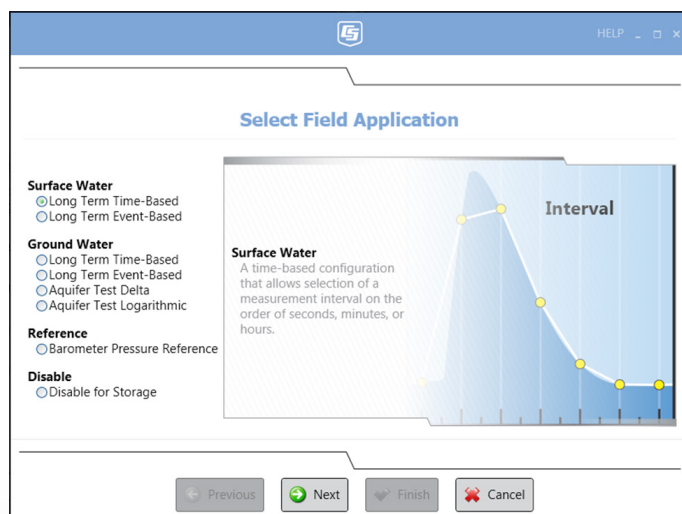 HELP
Select Field Application
Surface Water
Long Term Time-Based
Long Term Event-Based
Ground Water
Long Term Time-Based
Long Term Event-Based
Aquifer Test Delta
Aquifer Test Logarithmic
Reference
Barometer Pressure Reference
Disable
Disable for Storage
Interval
Surface Water
A time-based configuration
that allows selection of a
measurement interval on the
order of seconds, minutes, or
hours.
Previous
Next
Finish
Cancel